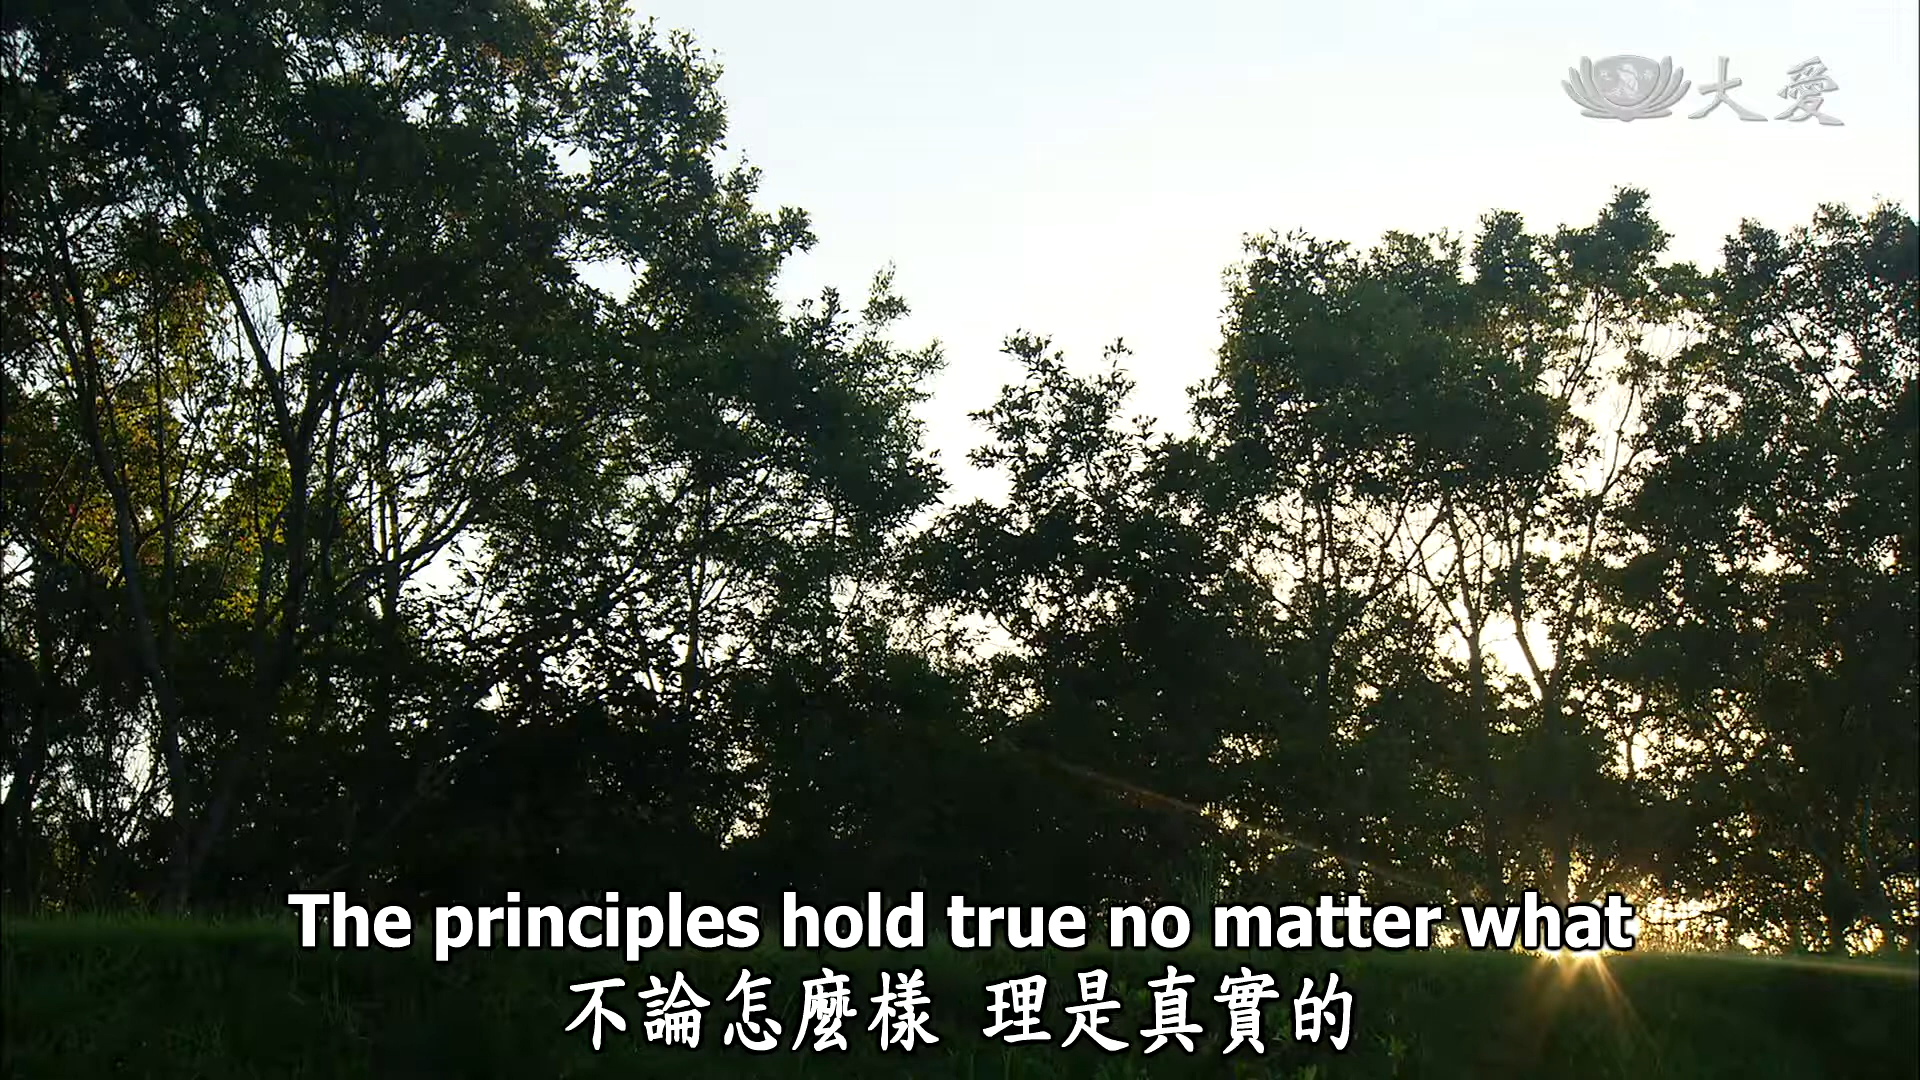 大愛
The principles hold true no matter what
不論怎麼樣 理是真實的